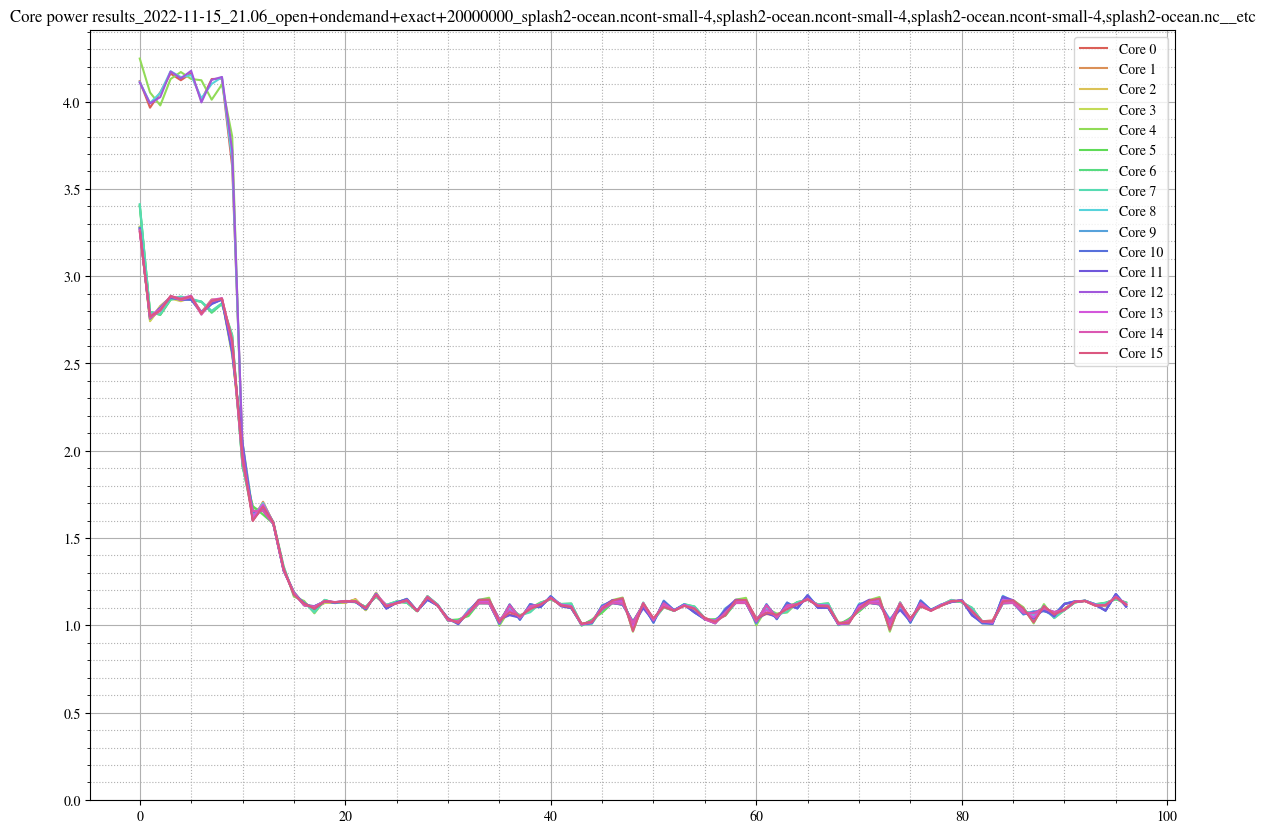 Core power results_2022-11-15_21.06_open+ondemand+exact+20000000_splash2-ocean.ncont-small-4,splash2-ocean.ncont-small-4,splash2-ocean.ncont-small-4,splash2-ocean.nc__etc
Core 0
Core 1
Core 2
Core 3
Core 4
Core 5
Core 6
Core 7
Core 8
Core 9
Core 10
Core 11
Core 12
Core 13
Core 14
Core 15
4.0
3.5
3.0
2.5
2.0
1.5
1.0
0.5
0.0
0 20 40 60 80 100